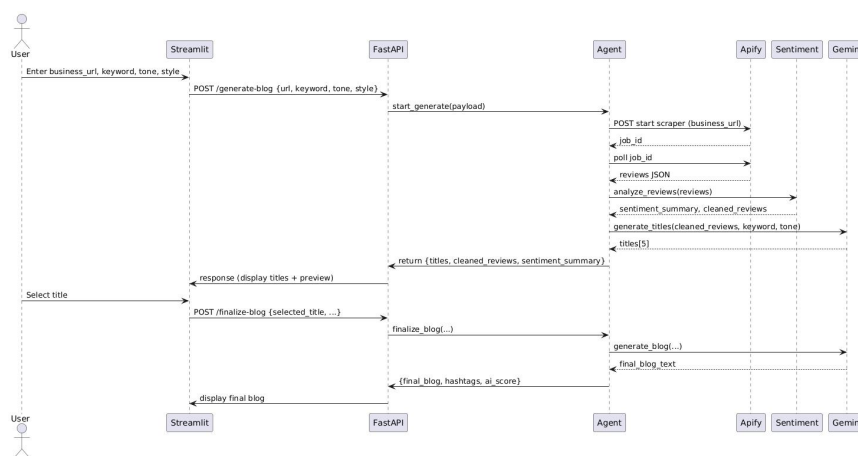 User
Streamlit
FastAPI
Agent
Apify
Sentiment
Gemin
Enter business_url, keyword, tone, style
POST /generate-blog {url, keyword, tone, style}
start_generate(payload)
POST start scraper (business_url)
job_id
poll job_id
reviews JSON
analyze_reviews(reviews)
sentiment_summary, cleaned_reviews
generate_titles(cleaned_reviews, keyword, tone)
titles[5]
return {titles, cleaned_reviews, sentiment_summary}
response (display titles + preview)
Select title
POST /finalize-blog {selected_title, ...}
finalize_blog(...)
generate_blog(...)
final_blog_text
{final_blog, hashtags, ai_score}
display final blog
User
Streamlit
FastAPI
Agent
Apify
Sentiment
Gemin